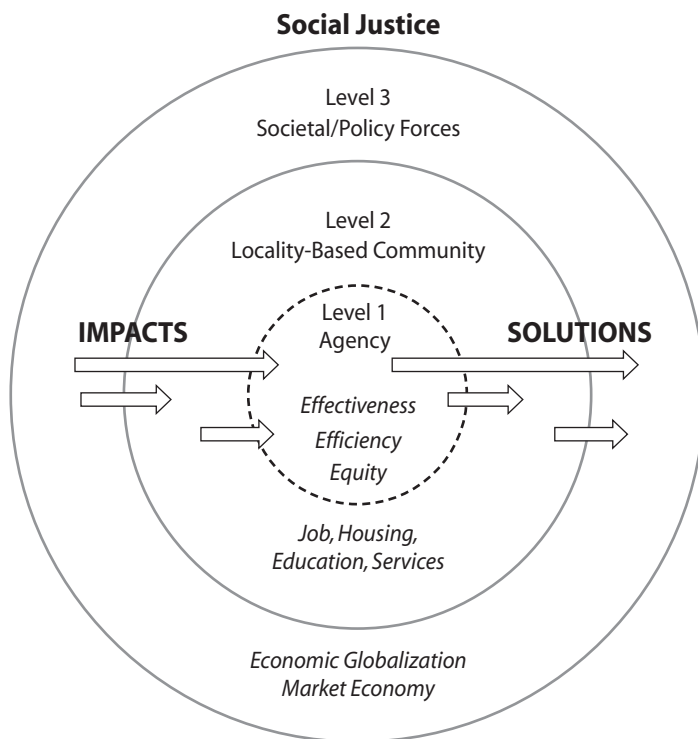 Social Justice
Level 3
Societal/Policy Forces
Level 2
Locality-Based Community
Level 1
Agency
IMPACTS
SOLUTIONS
Effectiveness
Efficiency
Equity
Job, Housing,
Education, Services
Economic Globalization
Market Economy